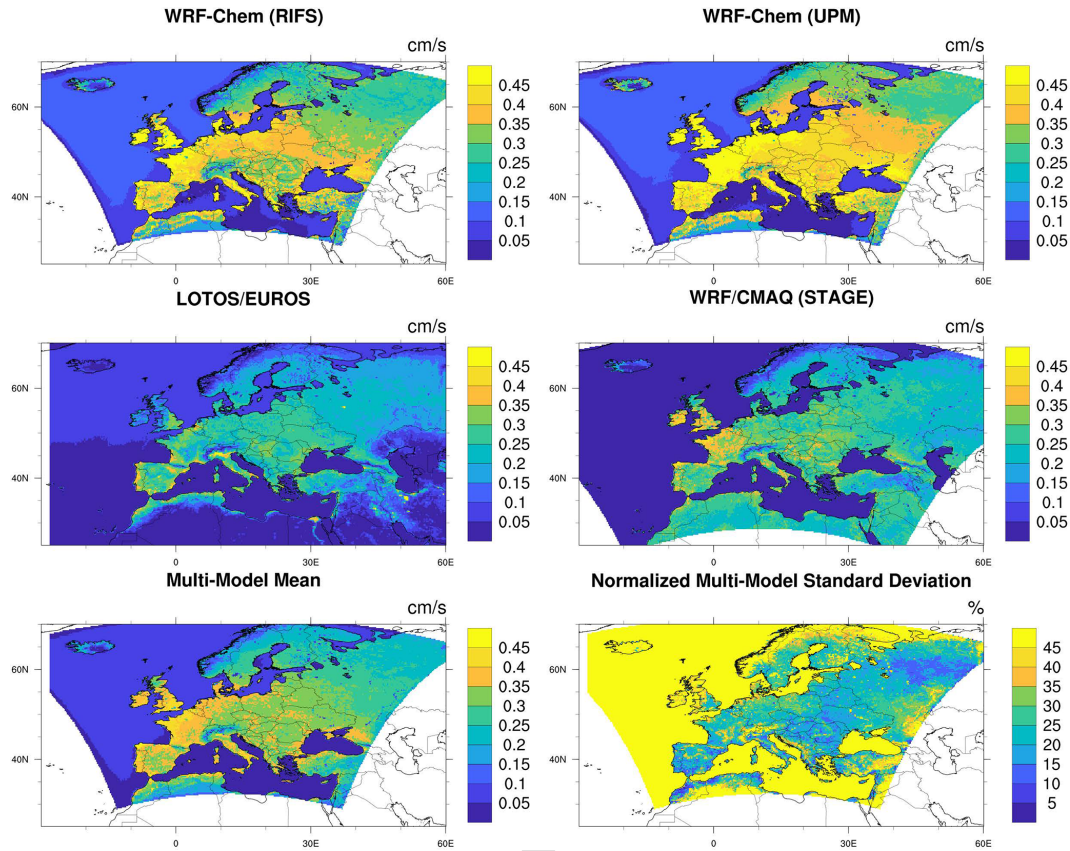 WRF-Chem (RIFS)
cm/s
0.45
0.4
0.35
0.3
0.25
0.2
0.15
0.1
0.05
60N
40N
0
30E
60E
WRF-Chem (UPM)
cm/s
0.45
0.4
0.35
0.3
0.25
0.2
0.15
0.1
0.05
60N
40N
0
30E
60E
LOTOS/EUROS
cm/s
0.45
0.4
0.35
0.3
0.25
0.2
0.15
0.1
0.05
60N
40N
0
30E
60E
WRF/CMAQ (STAGE)
cm/s
0.45
0.4
0.35
0.3
0.25
0.2
0.15
0.1
0.05
60N
40N
0
30E
60E
Multi-Model Mean
cm/s
0.45
0.4
0.35
0.3
0.25
0.2
0.15
0.1
0.05
60N
40N
0
30E
60E
Normalized Multi-Model Standard Deviation
%
45
40
35
30
25
20
15
10
5
60N
40N
0
30E
60E